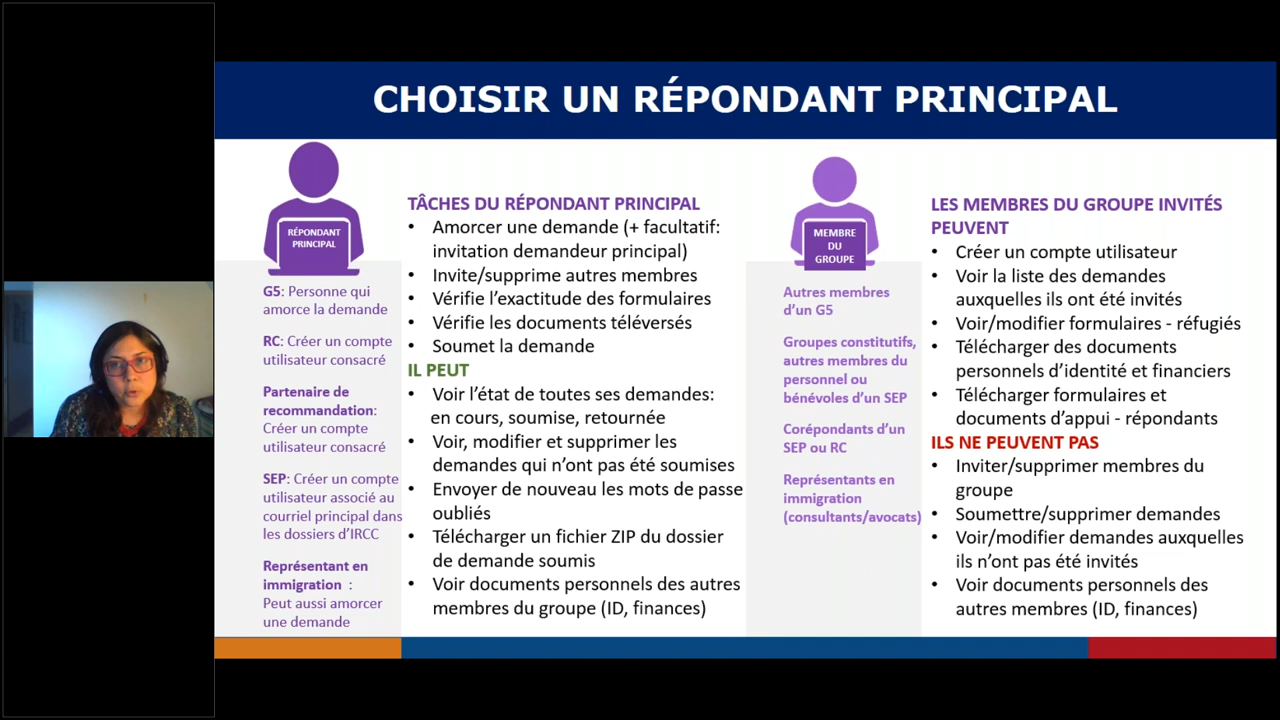 CHOISIR UN RÉPONDANT PRINCIPAL
RÉPONDANT
PRINCIPAL
G5: Personne qui
amorce la demande
RC: Créer un compte
utilisateur consacré
Partenaire de
recommandation:
Créer un compte
utilisateur consacré
SEP: Créer un compte
utilisateur associé au
courriel principal dans
les dossiers d'IRCC
Représentant en
immigration :
Peut aussi amorcer
une demande
TÂCHES DU RÉPONDANT PRINCIPAL
• Amorcer une demande (+ facultatif:
invitation demandeur principal)
• Invite/supprime autres membres
• Vérifie l'exactitude des formulaires
• Vérifie les documents téléversés
• Soumet la demande
IL PEUT
• Voir l'état de toutes ses demandes:
en cours, soumise, retournée
• Voir, modifier et supprimer les
demandes qui n'ont pas été soumises
• Envoyer de nouveau les mots de passe
oubliés
• Télécharger un fichier ZIP du dossier
de demande soumis
• Voir documents personnels des autres
membres du groupe (ID, finances)
MEMBRE
DU
GROUPE
Autres membres
d'un G5
Groupes constitutifs,
autres membres du
personnel ou
bénévoles d'un SEP
Corépondants d'un
SEP ou RC
Représentants en
immigration
(consultants/avocats)
LES MEMBRES DU GROUPE INVITÉS
PEUVENT
• Créer un compte utilisateur
• Voir la liste des demandes
auxquelles ils ont été invités
• Voir/modifier formulaires - réfugiés
• Télécharger des documents
personnels d'identité et financiers
• Télécharger formulaires et
documents d'appui - répondants
ILS NE PEUVENT PAS
• Inviter/supprimer membres du
groupe
• Soumettre/supprimer demandes
• Voir/modifier demandes auxquelles
ils n'ont pas été invités
• Voir documents personnels des
autres membres (ID, finances)